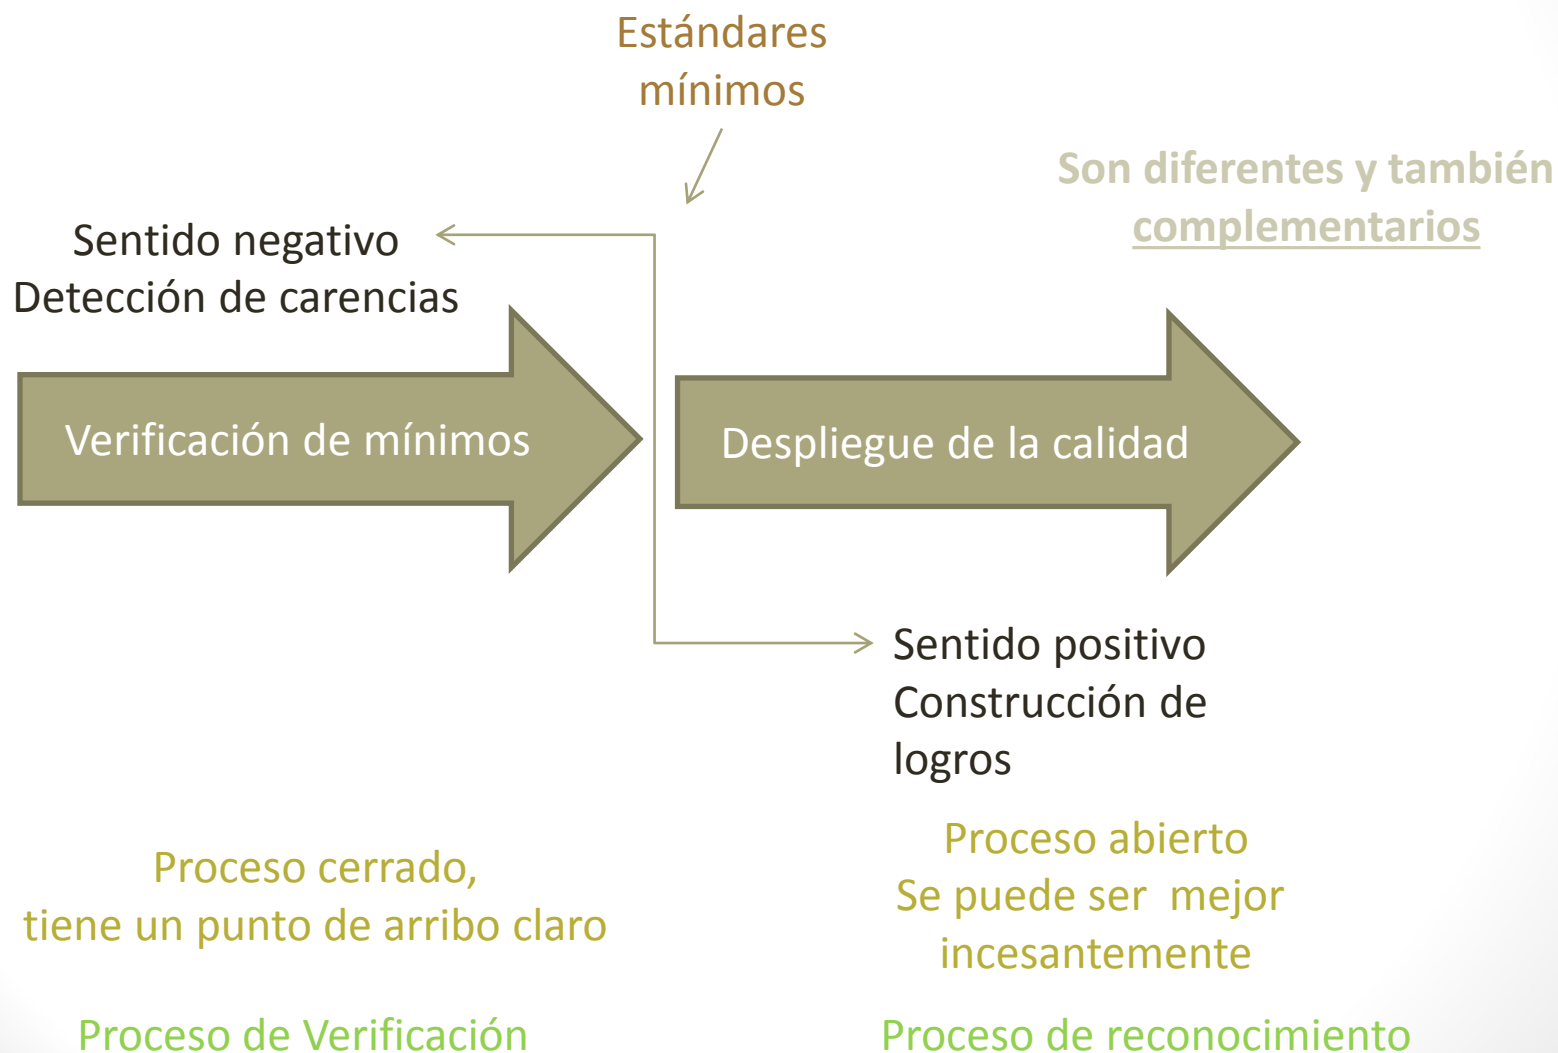 Estándares
mínimos
Son diferentes y también
complementarios
Sentido negativo
Detección de carencias
Verificación de mínimos
Despliegue de la calidad
Sentido positivo
Construcción de
logros
Proceso cerrado,
tiene un punto de arribo claro
Proceso abierto
Se puede ser  mejor
incesantemente
Proceso de Verificación
Proceso de reconocimiento